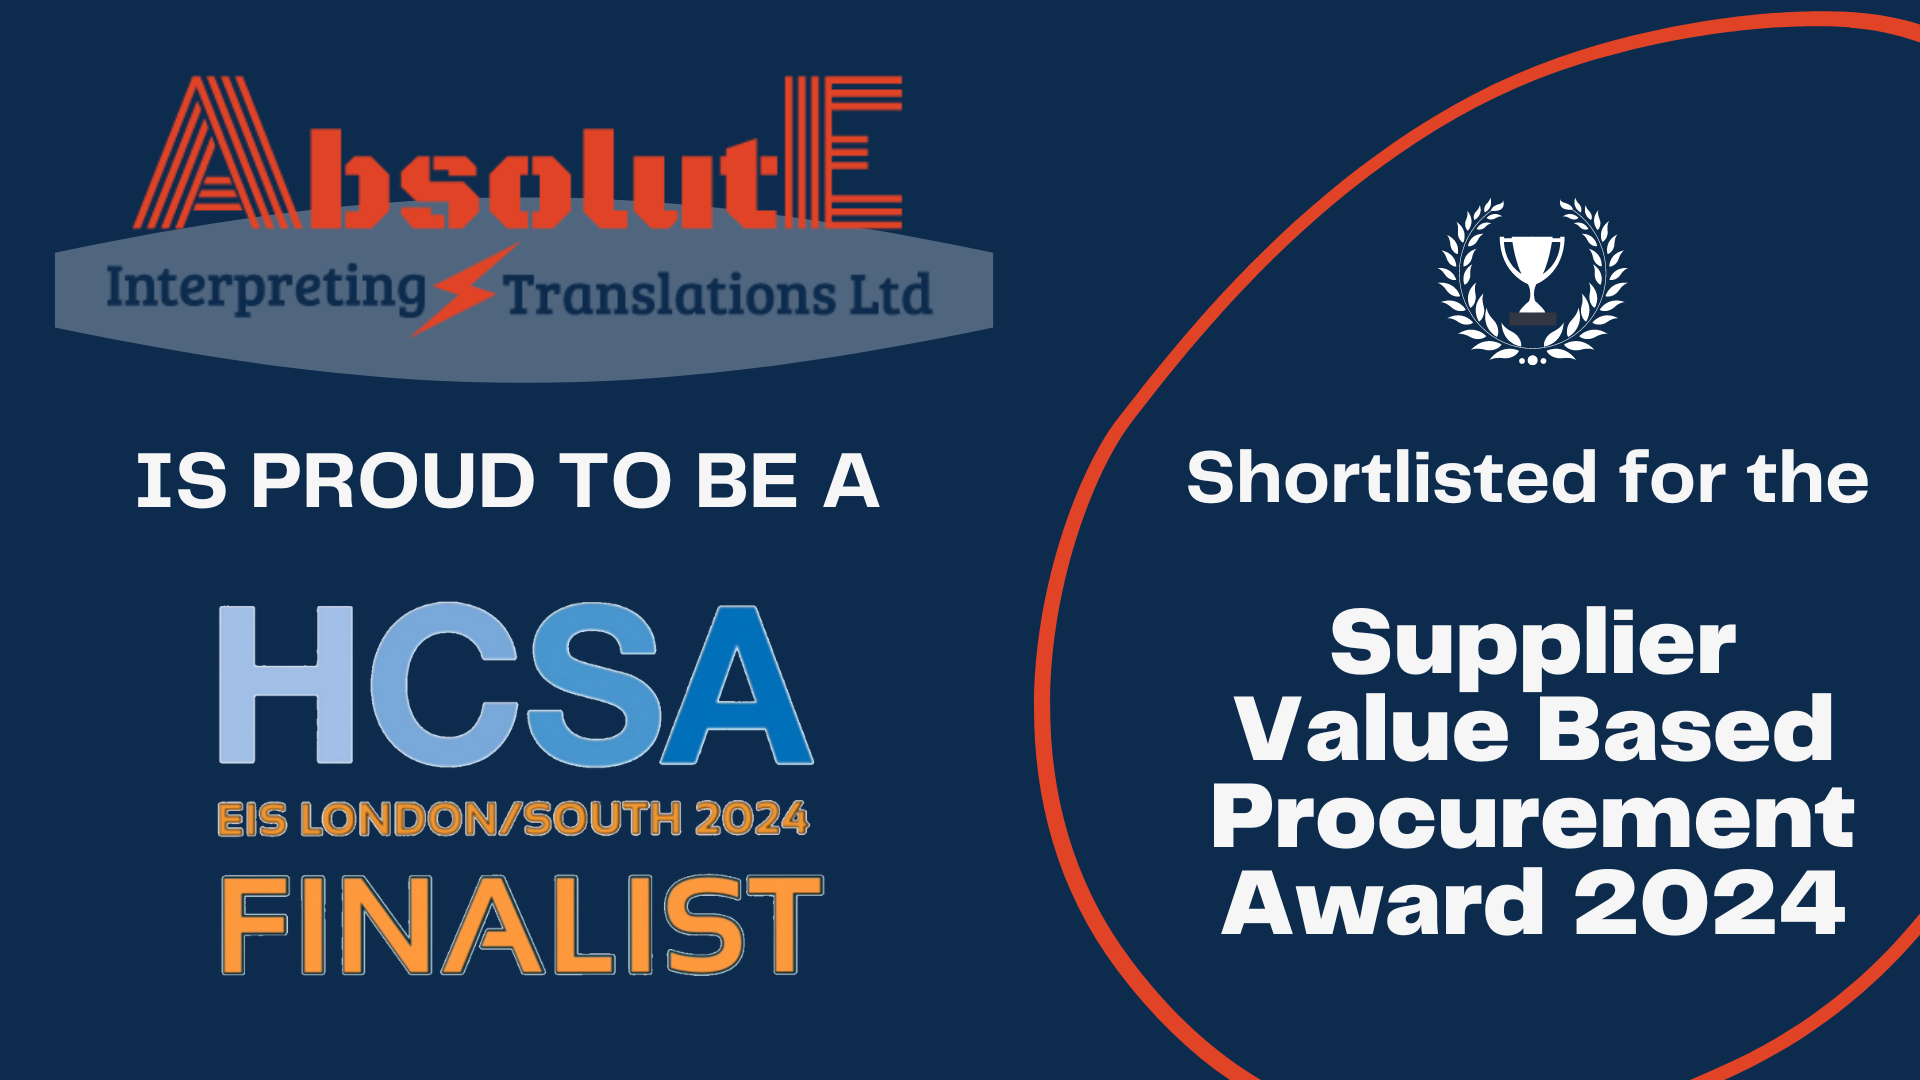 AbsolutE
Interpreting Translations Ltd
IS PROUD TO BE A
HCSA
EIS LONDON/SOUTH 2024
FINALIST
Shortlisted for the
Supplier
Value Based
Procurement
Award 2024